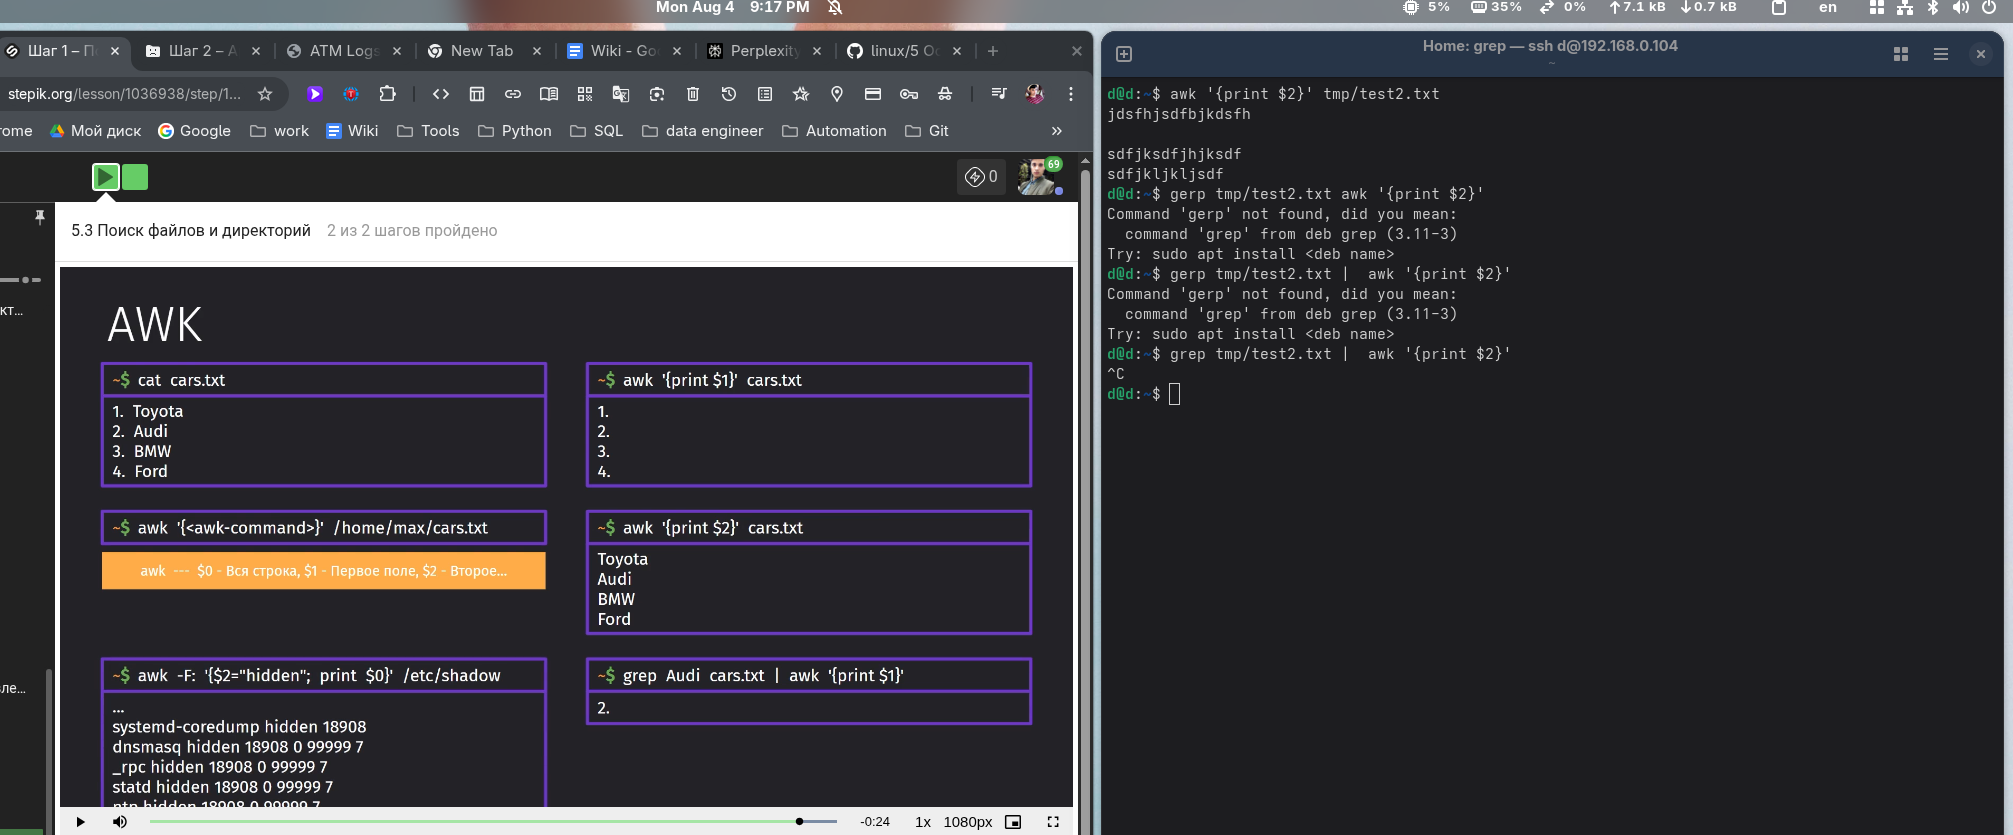 Mon Aug 4 9:17 PM
5% 35% 0% 7.1 kB 0.7 kB en
Шаг 1 – П
Шаг 2 – А
ATM Logs
New Tab
Wiki - Go
Perplexity
linux/5 Oc
stepik.org/lesson/1036938/step/1...
rome Мой диск Google work Wiki Tools Python SQL data engineer Automation Git »
0
69
5.3 Поиск файлов и директорий 2 из 2 шагов пройдено
кт...
ле...
AWK
~$ cat cars.txt
1. Toyota
2. Audi
3. BMW
4. Ford
~$ awk '{print $1}' cars.txt
1.
2.
3.
4.
~$ awk '{<awk-command>}' /home/max/cars.txt
awk --- $0 - Вся строка, $1 - Первое поле, $2 - Второе...
~$ awk '{print $2}' cars.txt
Toyota
Audi
BMW
Ford
~$ awk -F: '{$2="hidden"; print $0}' /etc/shadow
...
systemd-coredump hidden 18908
dnsmasq hidden 18908 0 99999 7
_rpc hidden 18908 0 99999 7
statd hidden 18908 0 99999 7
ntp hidden 18908 0 99999 7
~$ grep Audi cars.txt | awk '{print $1}'
2.
-0:24 1x 1080px
Home: grep — ssh d@192.168.0.104
~
d@d:~$ awk '{print $2}' tmp/test2.txt
jdsfhjsdfbjkdsfh
sdfjksdfjhjksdf
sdfjkljkljsdf
d@d:~$ gerp tmp/test2.txt awk '{print $2}'
Command 'gerp' not found, did you mean:
command 'grep' from deb grep (3.11-3)
Try: sudo apt install <deb name>
d@d:~$ gerp tmp/test2.txt | awk '{print $2}'
Command 'gerp' not found, did you mean:
command 'grep' from deb grep (3.11-3)
Try: sudo apt install <deb name>
d@d:~$ grep tmp/test2.txt | awk '{print $2}'
^C
d@d:~$